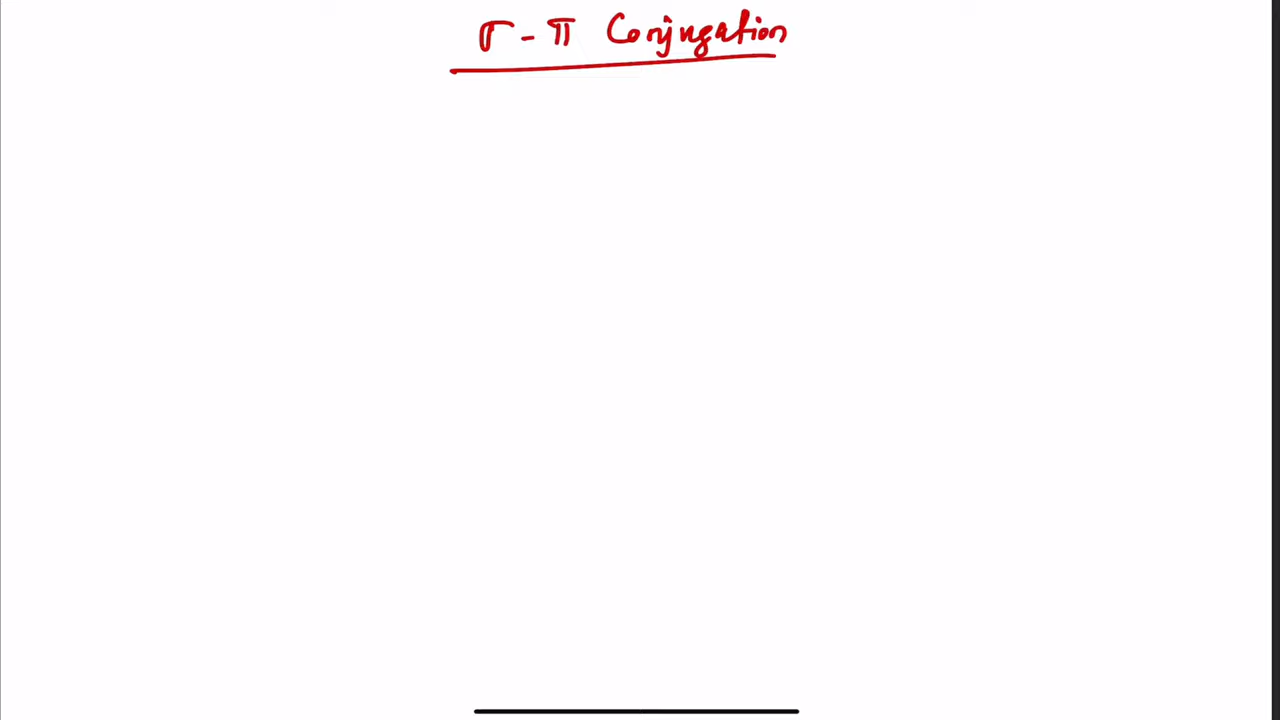 σ - π Conjugation